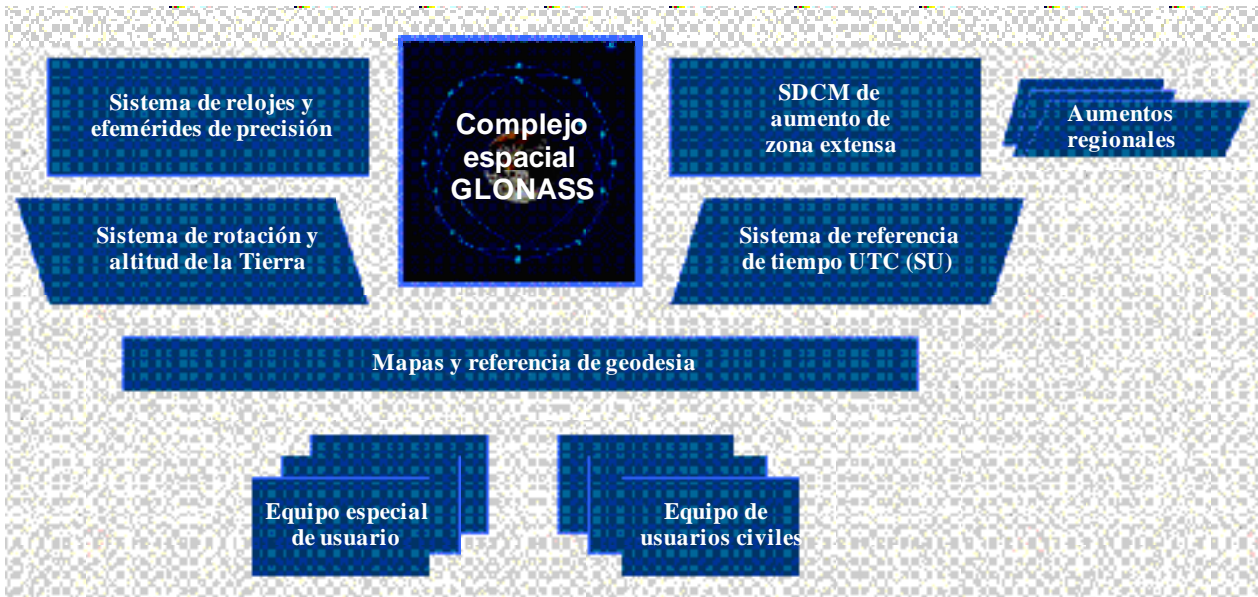 Sistema de relojes y
efemérides de precisión
Complejo
espacial
GLONASS
SDCM de
aumento de
zona extensa
Aumentos
regionales
Sistema de rotación y
altitud de la Tierra
Sistema de referencia
de tiempo UTC (SU)
Mapas y referencia de geodesia
Equipo especial
de usuario
Equipo de
usuarios civiles